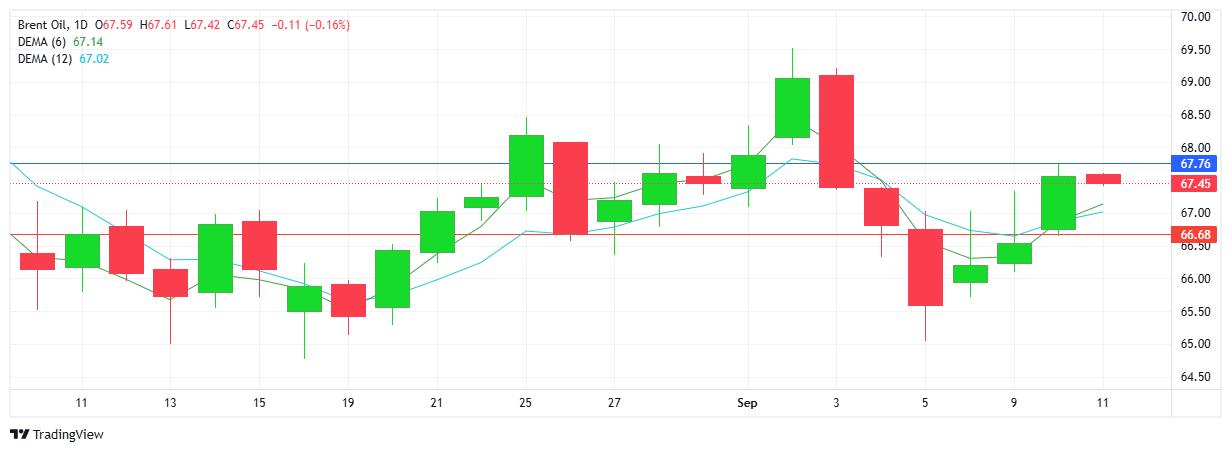 Brent Oil, 1D O67.59 H67.61 L67.42 C67.45 −0.11 (−0.16%)
DEMA (6) 67.14
DEMA (12) 67.02
70.00
69.50
69.00
68.50
68.00
67.76
67.45
67.00
66.68
66.50
66.00
65.50
65.00
64.50
11 13 15 19 21 25 27 Sep 3 5 9 11
TradingView